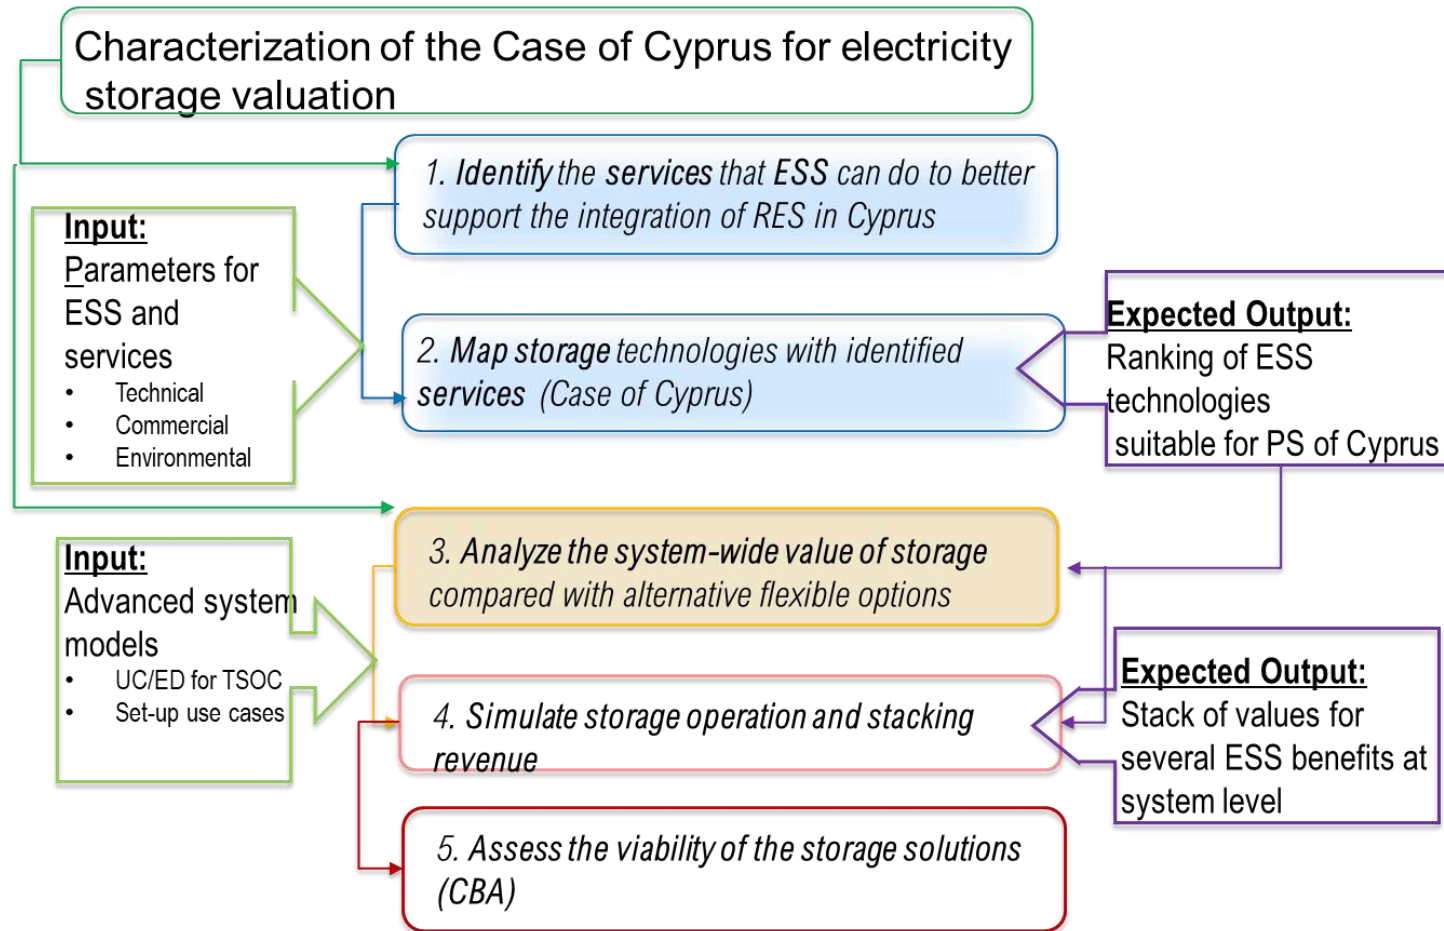 Characterization of the Case of Cyprus for electricity
storage valuation
1. Identify the services that ESS can do to better
support the integration of RES in Cyprus
Input:
Parameters for
ESS and
services
• Technical
• Commercial
• Environmental
2. Map storage technologies with identified
services (Case of Cyprus)
Expected Output:
Ranking of ESS
technologies
suitable for PS of Cyprus
3. Analyze the system-wide value of storage
compared with alternative flexible options
Input:
Advanced system
models
• UC/ED for TSOC
• Set-up use cases
4. Simulate storage operation and stacking
revenue
Expected Output:
Stack of values for
several ESS benefits at
system level
5. Assess the viability of the storage solutions
(CBA)